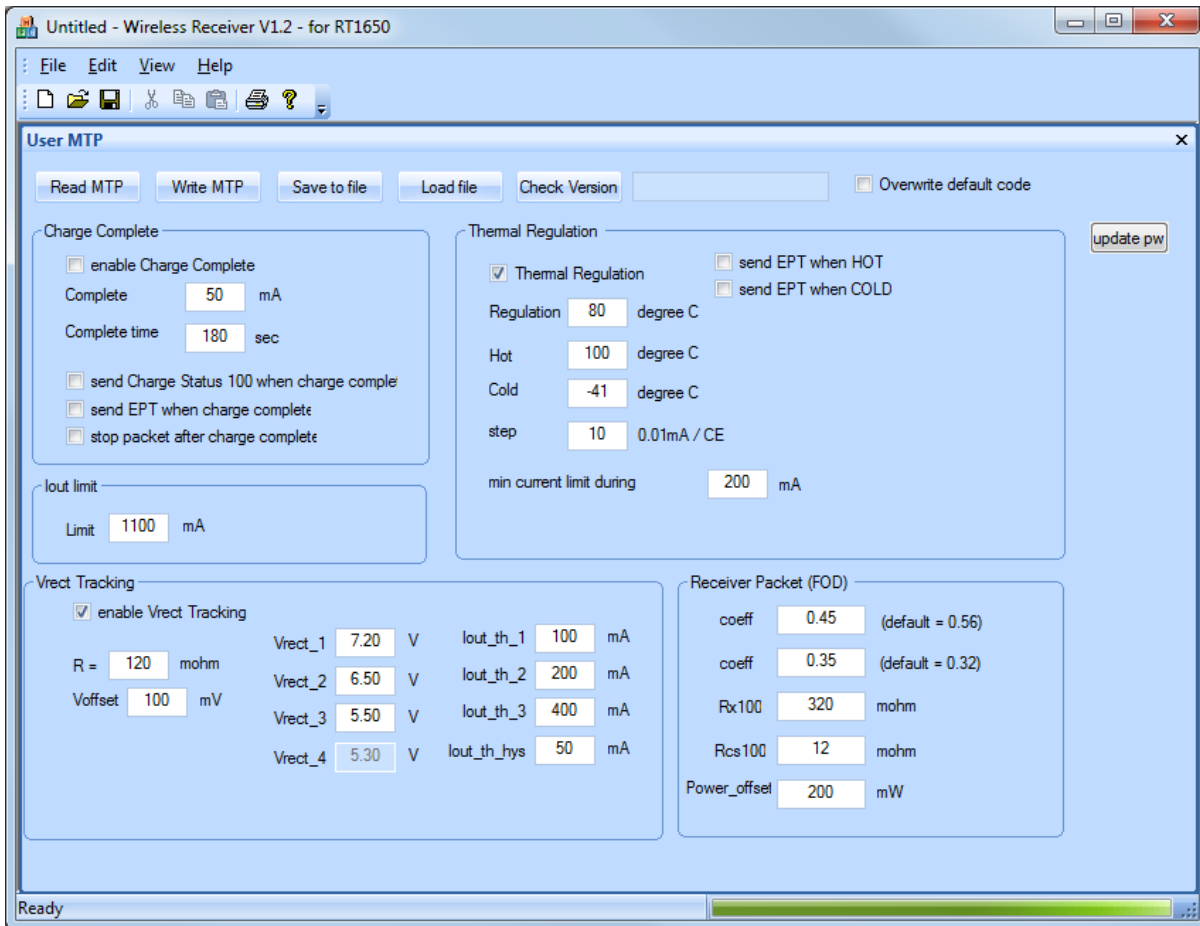 Untitled - Wireless Receiver V1.2 - for RT1650
File Edit View Help
User MTP
Read MTP Write MTP Save to file Load file Check Version Overwrite default code
update pw
Charge Complete
enable Charge Complete
Complete 50 mA
Complete time 180 sec
send Charge Status 100 when charge complet
send EPT when charge complete
stop packet after charge complete
Thermal Regulation
Thermal Regulation
send EPT when HOT
send EPT when COLD
Regulation 80 degree C
Hot 100 degree C
Cold -41 degree C
step 10 0.01mA / CE
min current limit during 200 mA
Iout limit
Limit 1100 mA
Vrect Tracking
enable Vrect Tracking
R = 120 mohm
Voffset 100 mV
Vrect_1 7.20 V
Vrect_2 6.50 V
Vrect_3 5.50 V
Vrect_4 5.30 V
Iout_th_1 100 mA
Iout_th_2 200 mA
Iout_th_3 400 mA
Iout_th_hys 50 mA
Receiver Packet (FOD)
coeff 0.45 (default = 0.56)
coeff 0.35 (default = 0.32)
Rx100 320 mohm
Rcs100 12 mohm
Power_offset 200 mW
Ready